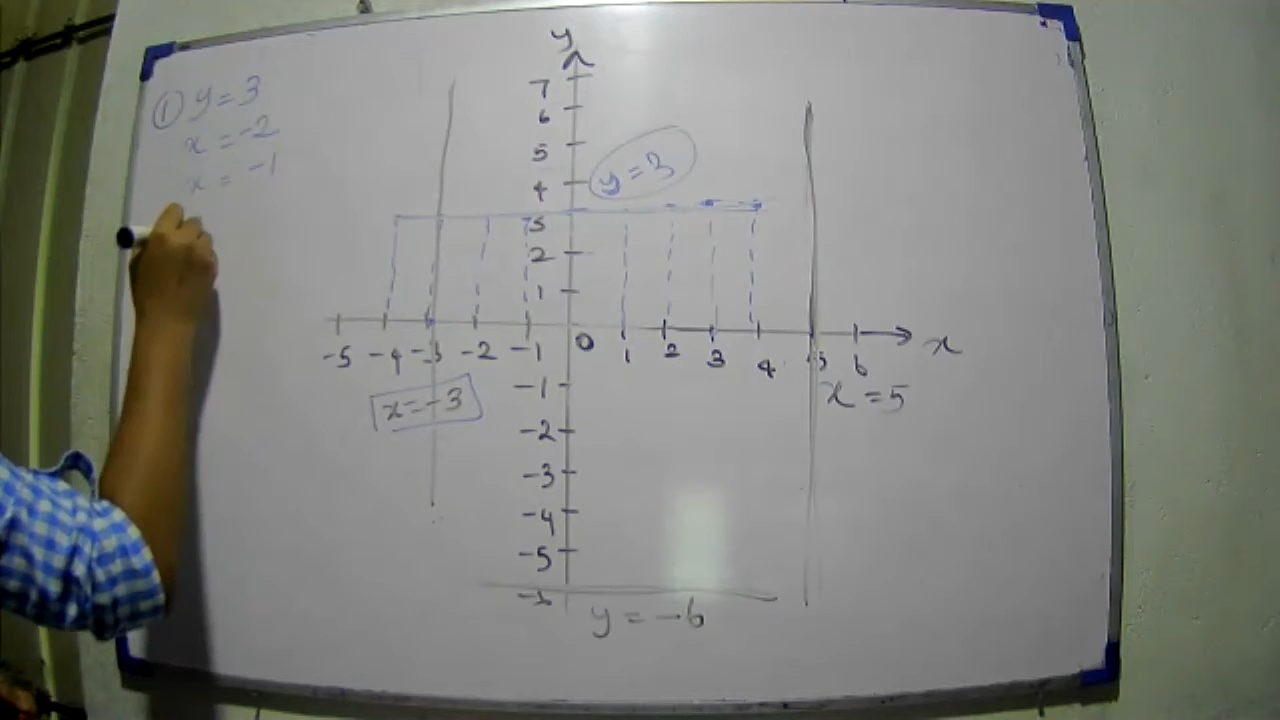 ① y = 3
x = -2
x = -1
y
7
6
5
4
3
2
1
y = 3
-5 -4 -3 -2 -1 0 1 2 3 4 5 6 x
x = -3
x = 5
-1
-2
-3
-4
-5
-6
y = -6